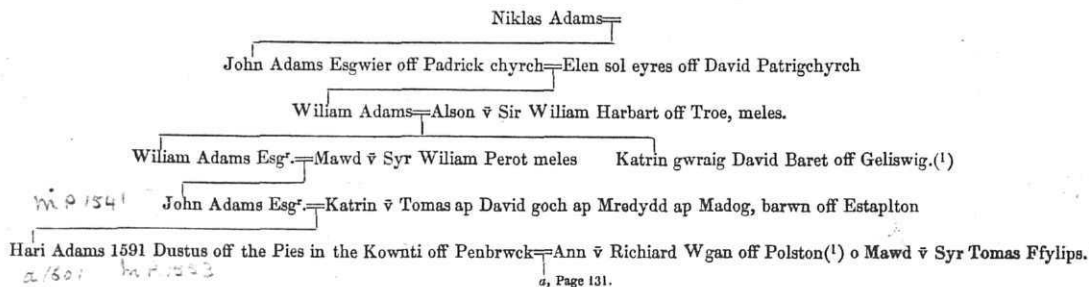 Niklas Adams
John Adams Esgwier off Padrick chyrch=Elen sol eyres off David Patrigchyrch
Wiliam Adams=Alson v̄ Sir Wiliam Harbart off Troe, meles.
Wiliam Adams Esgʳ.=Mawd v̄ Syr Wiliam Perot meles Katrin gwraig David Baret off Geliswig.(¹)
m P 1541 John Adams Esgʳ.=Katrin v̄ Tomas ap David goch ap Mredydd ap Madog, barwn off Estaplton
Hari Adams 1591 Dustus off the Pies in the Kownti off Penbrwck=Ann v̄ Richiard Wgan off Polston(¹) o Mawd v̄ Syr Tomas Ffylips.
m P 1553
a, Page 131.